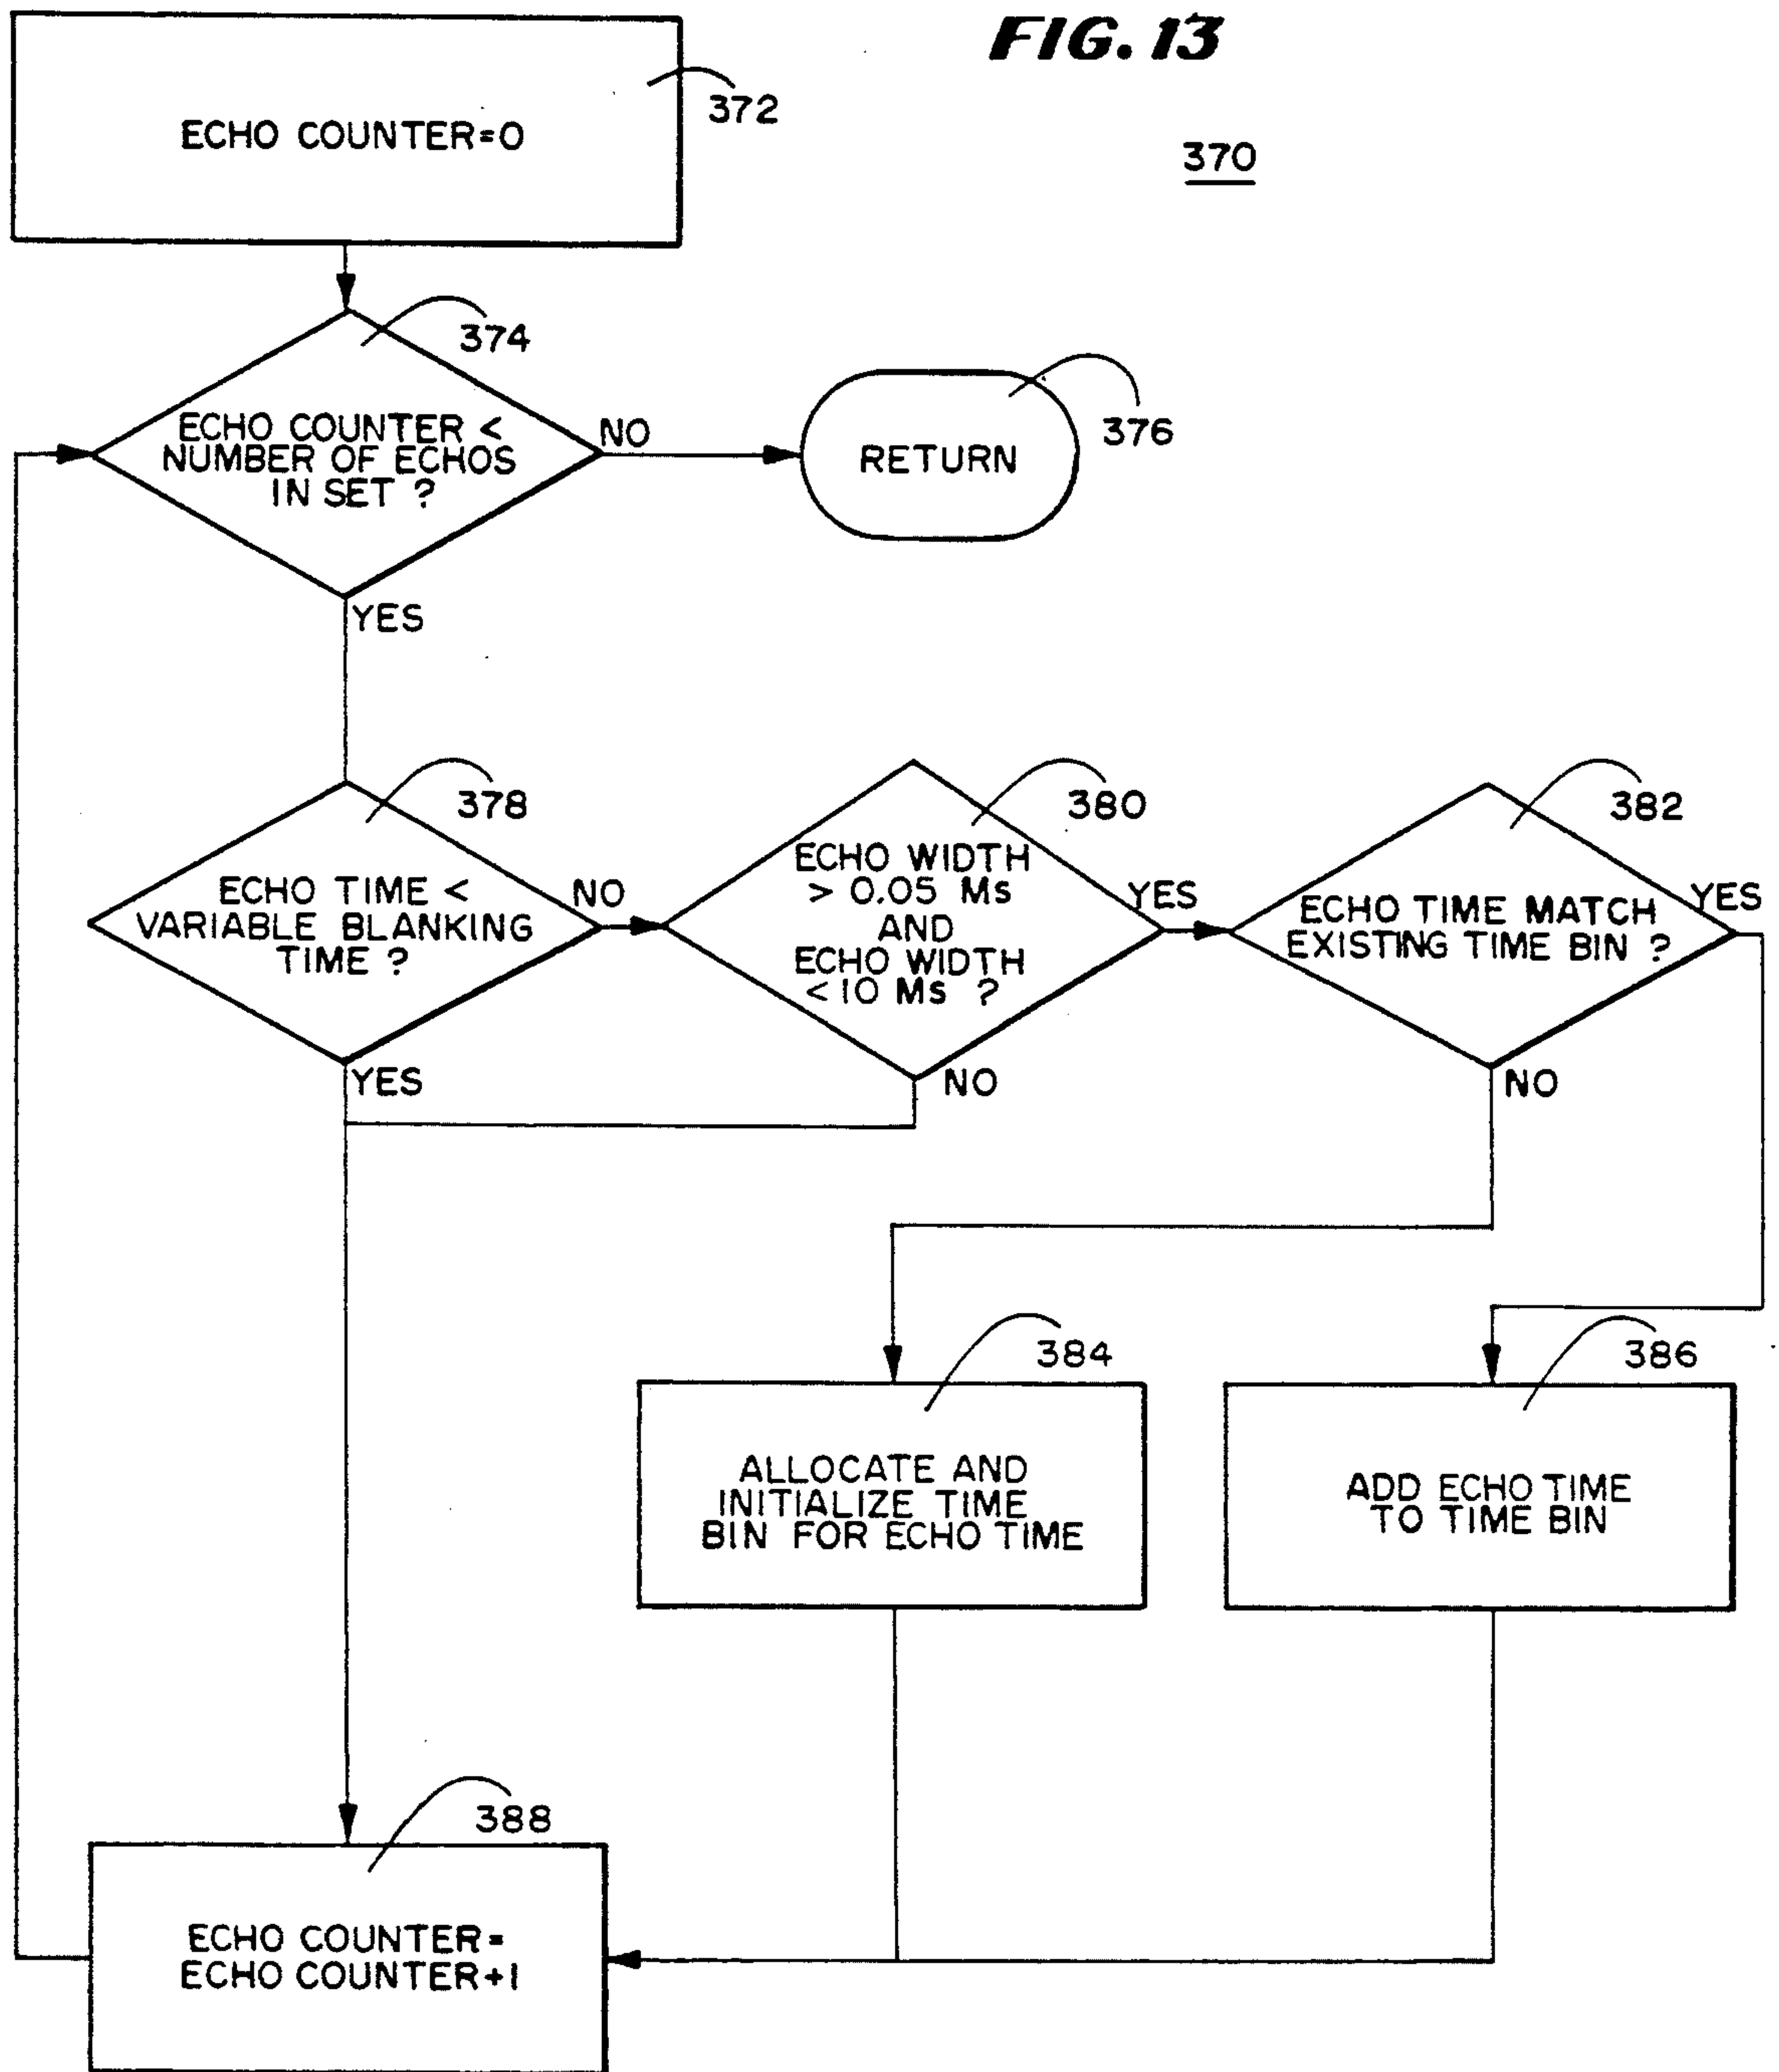 FIG. 13
372
ECHO COUNTER=0
370
374
ECHO COUNTER <
NUMBER OF ECHOS
IN SET ?
NO
376
RETURN
YES
378
ECHO TIME <
VARIABLE BLANKING
TIME ?
NO
YES
380
ECHO WIDTH
> 0.05 Ms
AND
ECHO WIDTH
<10 Ms ?
YES
NO
382
ECHO TIME MATCH
EXISTING TIME BIN ?
YES
NO
384
ALLOCATE AND
INITIALIZE TIME
BIN FOR ECHO TIME
386
ADD ECHO TIME
TO TIME BIN
388
ECHO COUNTER=
ECHO COUNTER+1